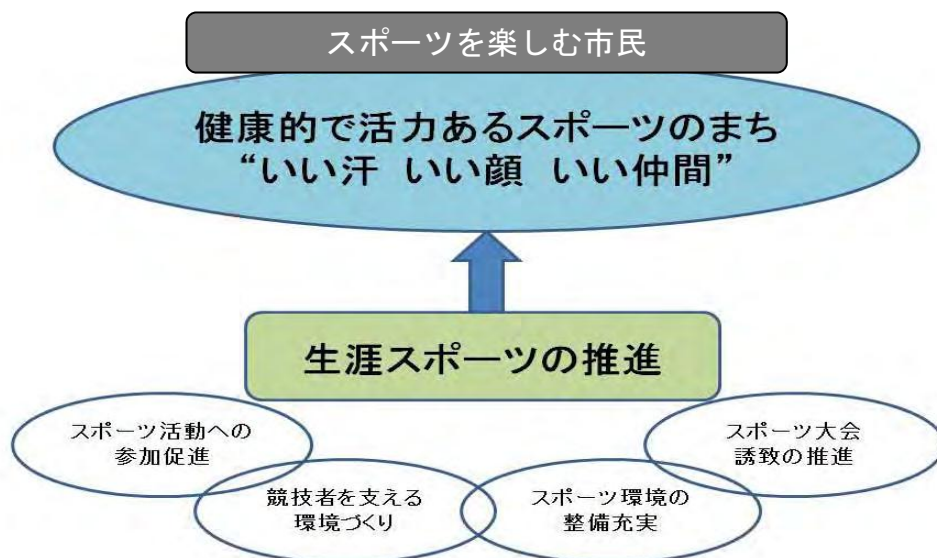 スポーツを楽しむ市民
健康的で活力あるスポーツのまち
“いい汗 いい顔 いい仲間”
生涯スポーツの推進
スポーツ活動への
参加促進
競技者を支える
環境づくり
スポーツ環境の
整備充実
スポーツ大会
誘致の推進